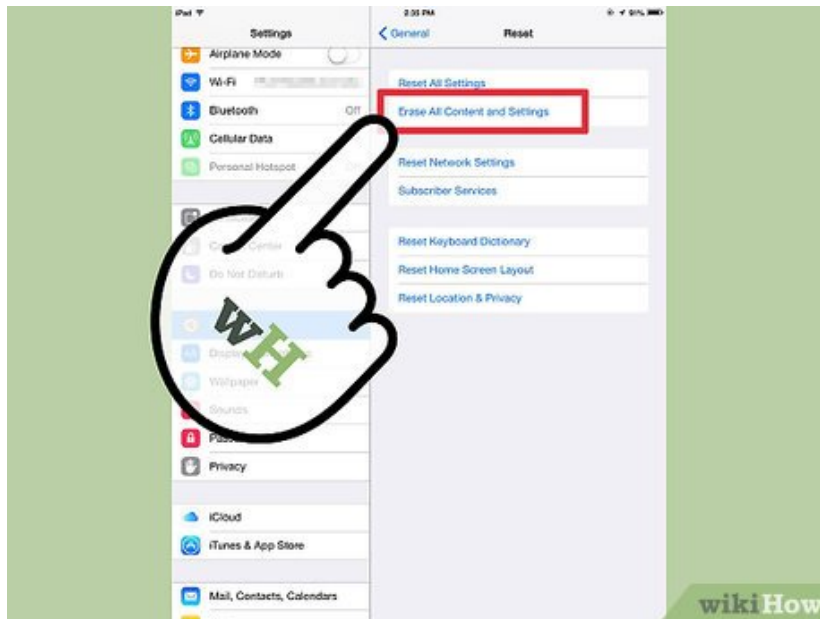 iPad
2:35 PM
91%
Settings
General
Reset
Airplane Mode
Wi-Fi
Bluetooth
Off
Cellular Data
Personal Hotspot
Do Not Disturb
Wallpaper
Sounds
Privacy
iCloud
iTunes & App Store
Mail, Contacts, Calendars
Reset All Settings
Erase All Content and Settings
Reset Network Settings
Subscriber Services
Reset Keyboard Dictionary
Reset Home Screen Layout
Reset Location & Privacy
wH
wikiHow